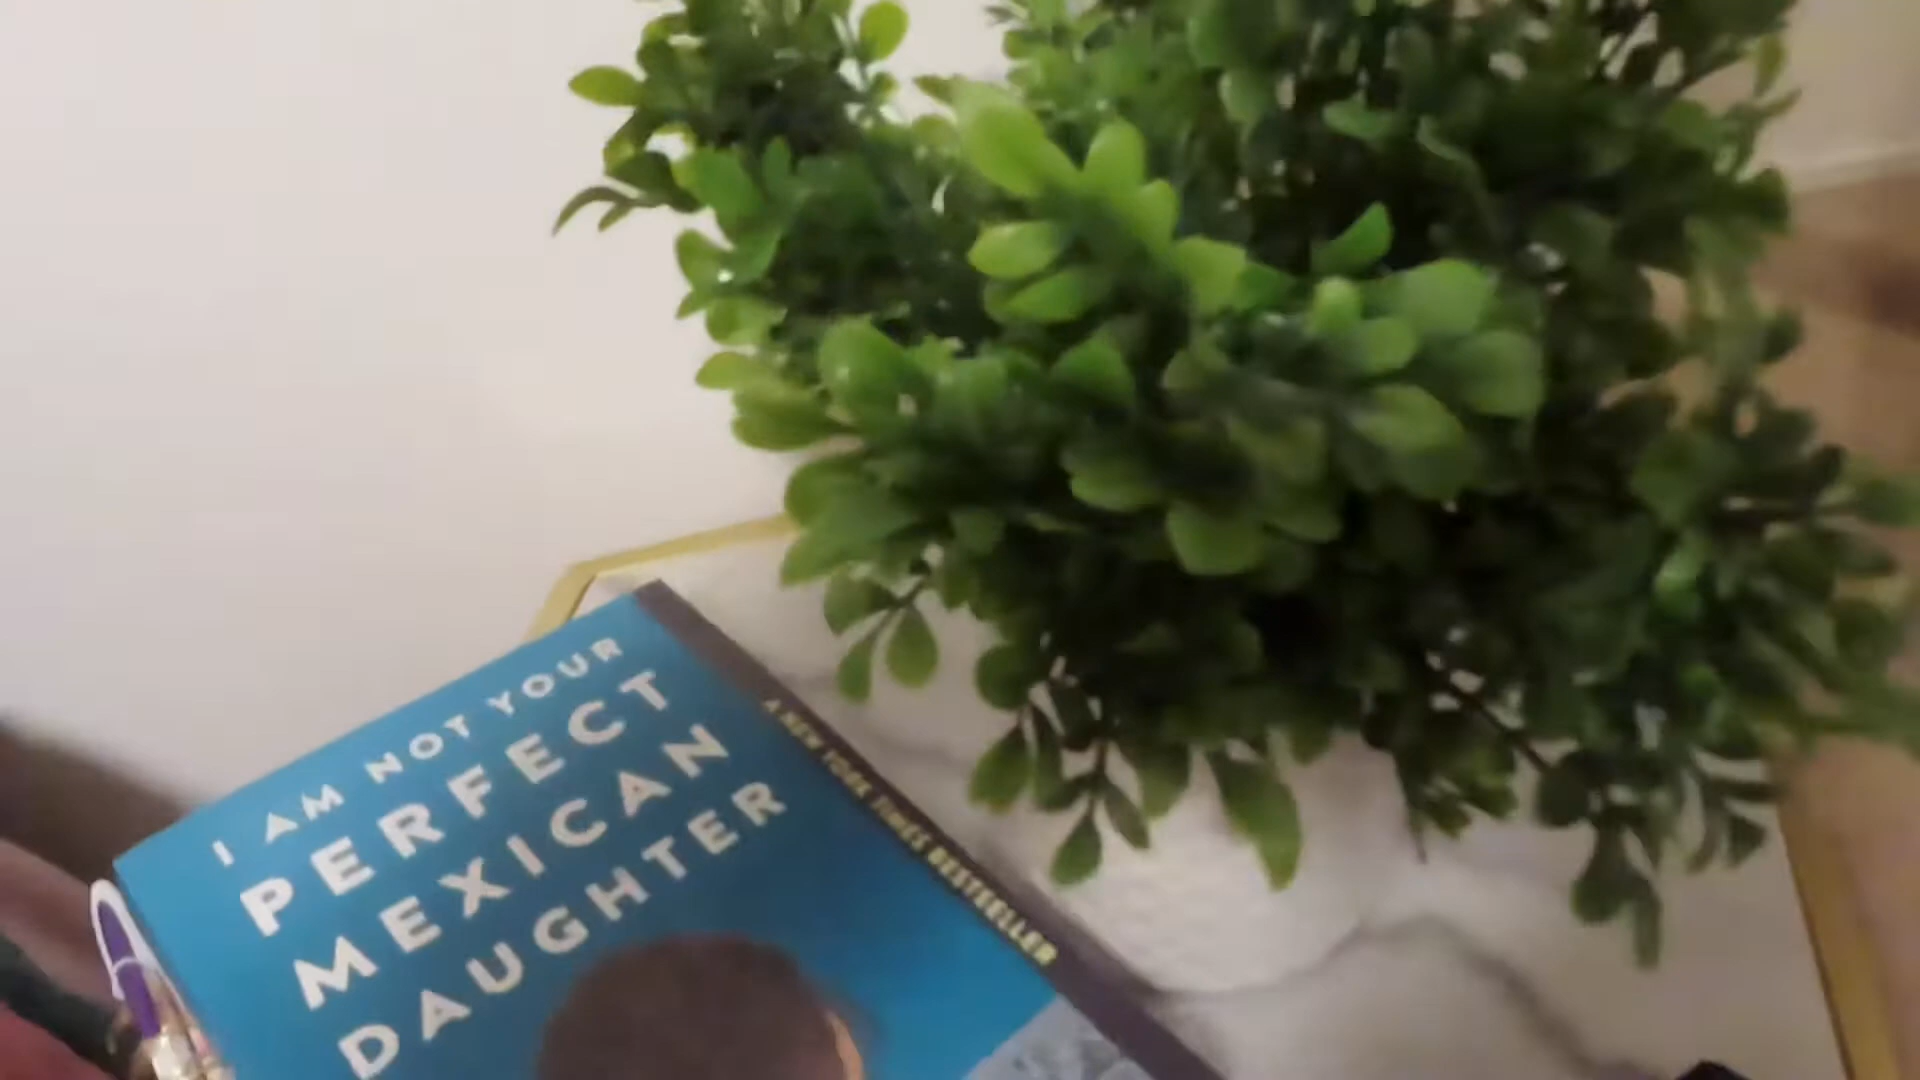 I AM NOT YOUR
PERFECT
MEXICAN
DAUGHTER
A NEW YORK TIMES BESTSELLER